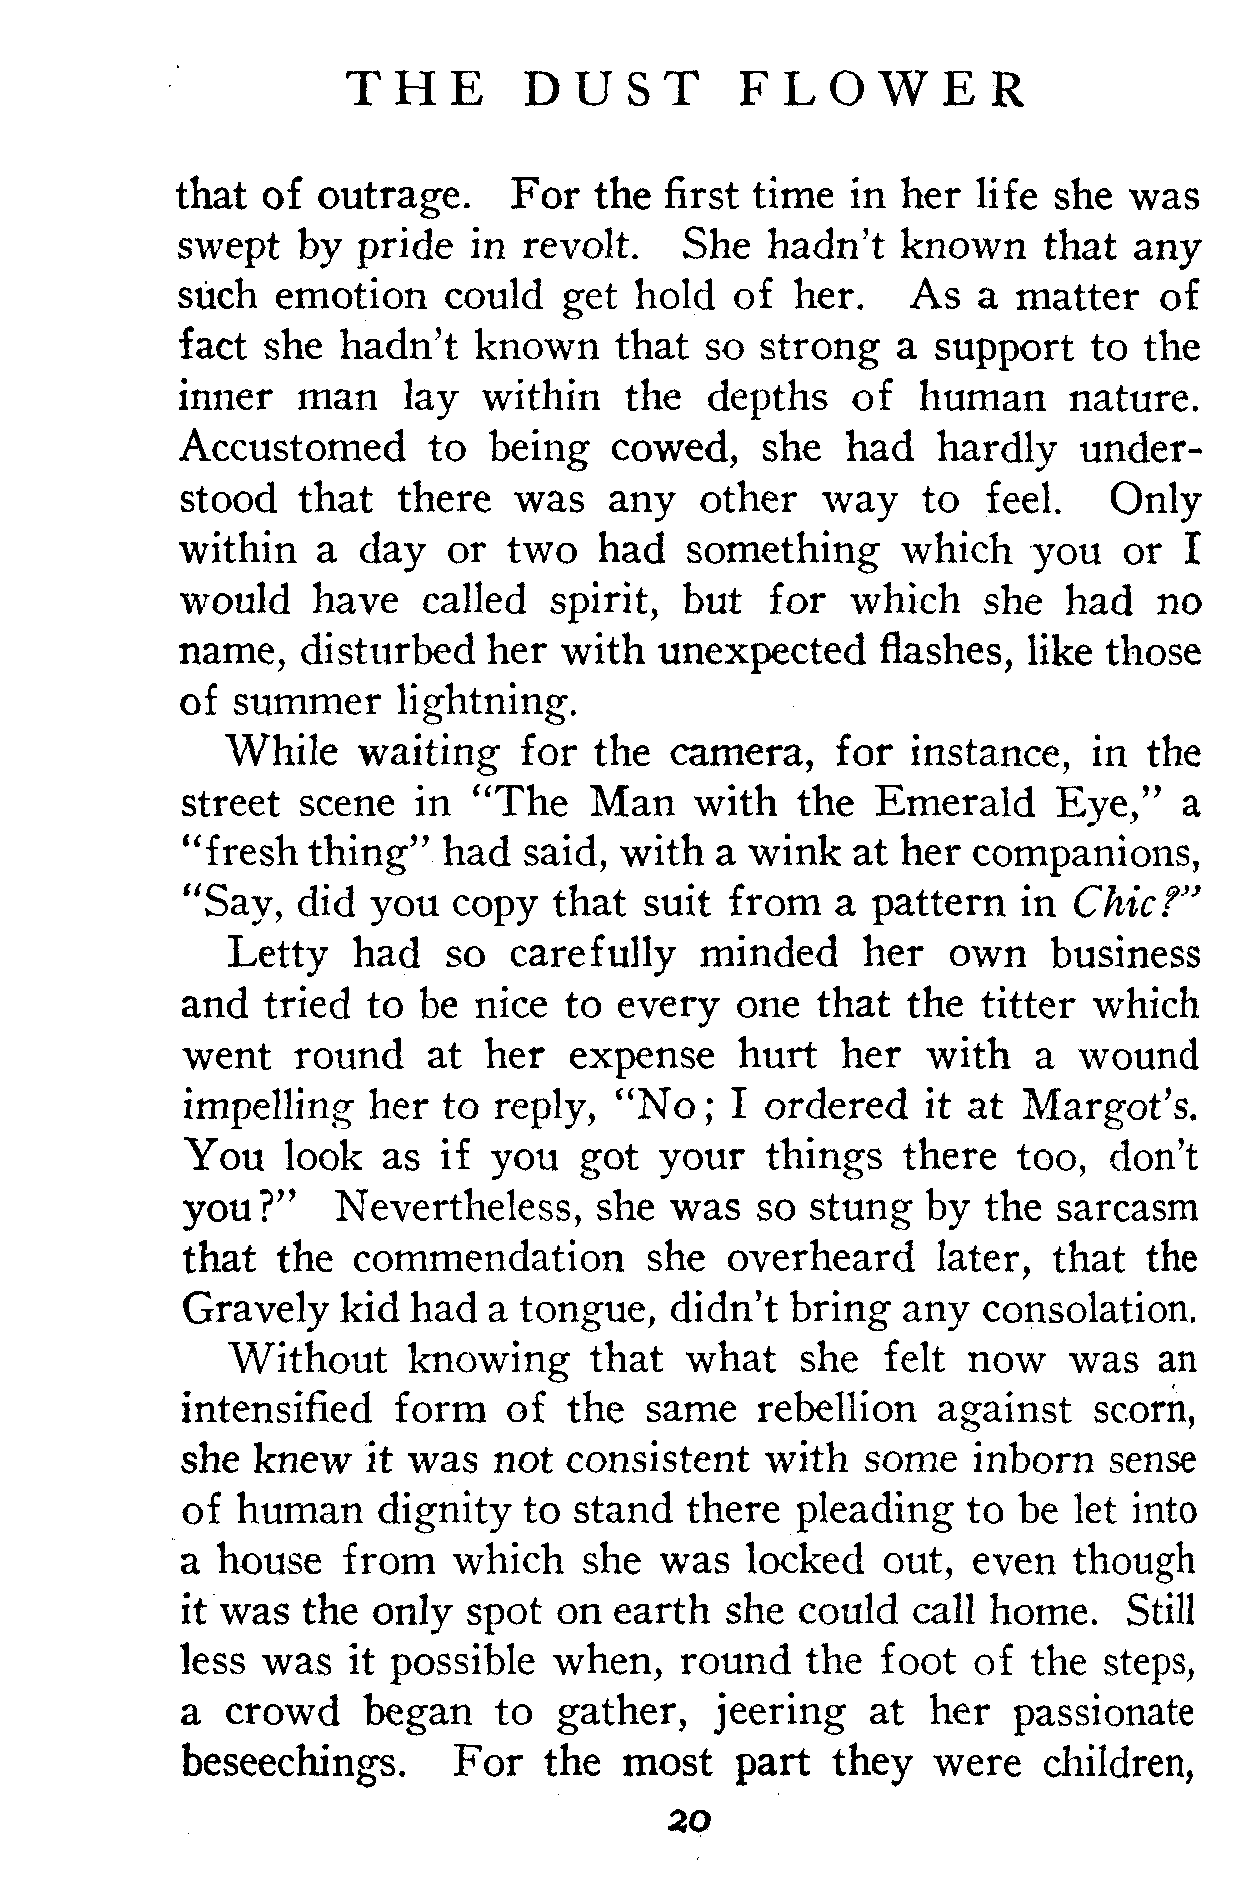 THE DUST FLOWER
that of outrage. For the first time in her life she was
swept by pride in revolt. She hadn't known that any
such emotion could get hold of her. As a matter of
fact she hadn't known that so strong a support to the
inner man lay within the depths of human nature.
Accustomed to being cowed, she had hardly under-
stood that there was any other way to feel. Only
within a day or two had something which you or I
would have called spirit, but for which she had no
name, disturbed her with unexpected flashes, like those
of summer lightning.
While waiting for the camera, for instance, in the
street scene in “The Man with the Emerald Eye,” a
“fresh thing” had said, with a wink at her companions,
“Say, did you copy that suit from a pattern in Chic?”
Letty had so carefully minded her own business
and tried to be nice to every one that the titter which
went round at her expense hurt her with a wound
impelling her to reply, “No; I ordered it at Margot's.
You look as if you got your things there too, don't
you?” Nevertheless, she was so stung by the sarcasm
that the commendation she overheard later, that the
Gravely kid had a tongue, didn't bring any consolation.
Without knowing that what she felt now was an
intensified form of the same rebellion against scorn,
she knew it was not consistent with some inborn sense
of human dignity to stand there pleading to be let into
a house from which she was locked out, even though
it was the only spot on earth she could call home. Still
less was it possible when, round the foot of the steps,
a crowd began to gather, jeering at her passionate
beseechings. For the most part they were children,
20